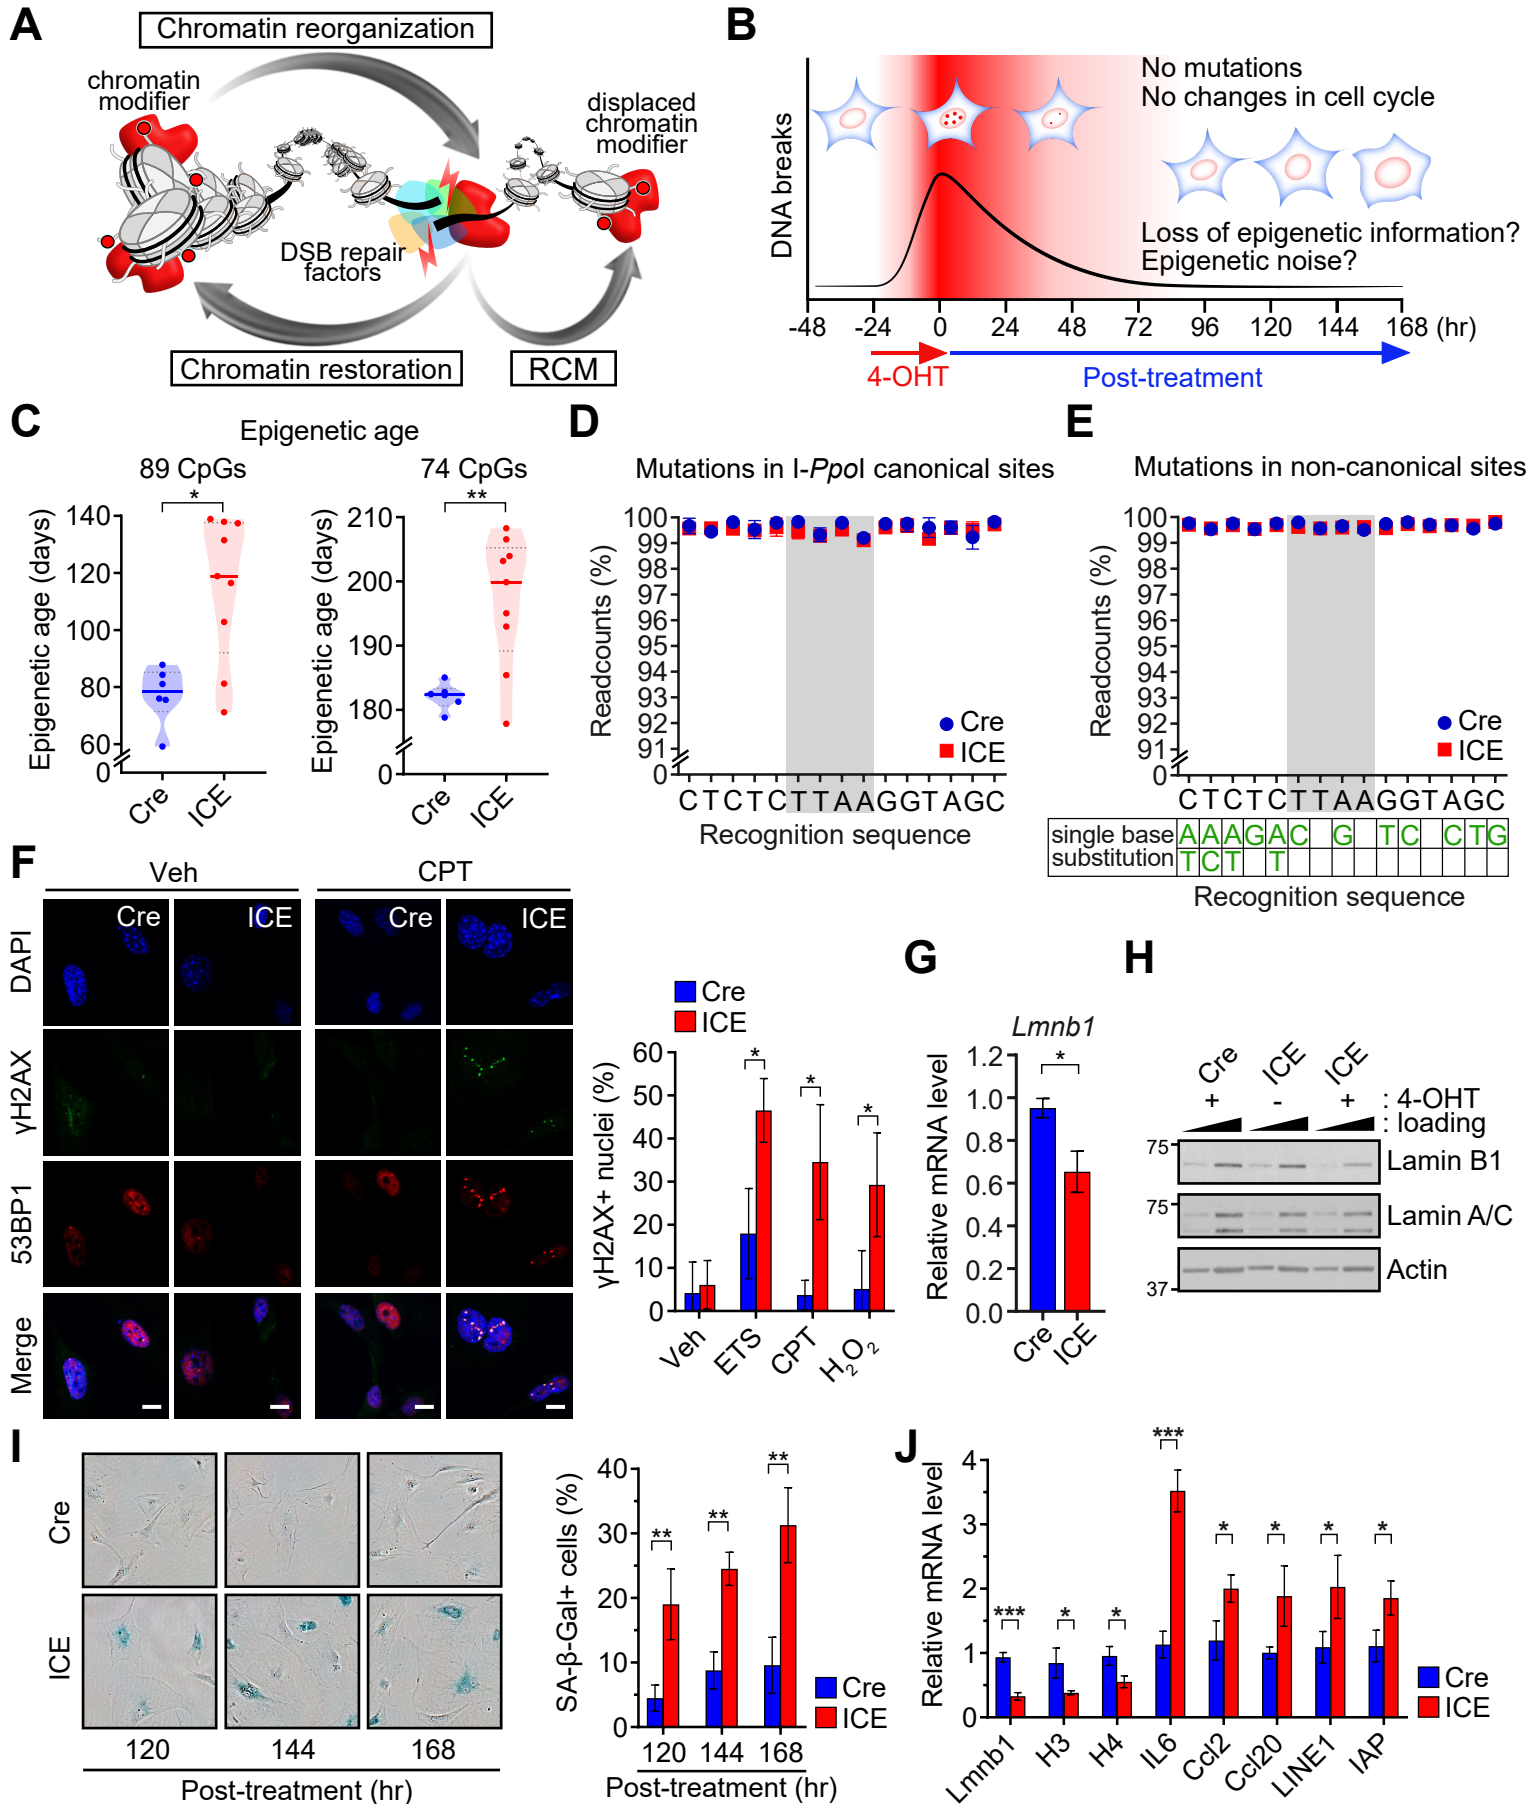 A
Chromatin reorganization
chromatin
modifier
displaced
chromatin
modifier
DSB repair
factors
Chromatin restoration
RCM
B
DNA breaks
No mutations
No changes in cell cycle
Loss of epigenetic information?
Epigenetic noise?
-48 -24 0 24 48 72 96 120 144 168 (hr)
4-OHT
Post-treatment
C
Epigenetic age
89 CpGs
*
Epigenetic age (days)
140
120
100
80
60
0
Cre ICE
74 CpGs
**
Epigenetic age (days)
210
200
190
180
0
Cre ICE
D
Mutations in I-PpoI canonical sites
Readcounts (%)
100
99
98
97
96
95
94
93
92
91
0
Cre
ICE
C T C T C T T A A G G T A G C
Recognition sequence
E
Mutations in non-canonical sites
Readcounts (%)
100
99
98
97
96
95
94
93
92
91
0
Cre
ICE
C T C T C T T A A G G T A G C
single base A A A G A C G T C C T G
substitution T C T T
Recognition sequence
F
Veh CPT
Cre ICE Cre ICE
DAPI
γH2AX
53BP1
Merge
Cre
ICE
γH2AX+ nuclei (%)
60
50
40
30
20
10
0
* * *
Veh ETS CPT H2O2
G
Lmnb1
Relative mRNA level
1.2
1.0
0.8
0.6
0.4
0.2
0.0
*
Cre ICE
H
Cre ICE ICE
+ - + : 4-OHT
: loading
75
Lamin B1
75
Lamin A/C
37
Actin
I
Cre
ICE
120 144 168
Post-treatment (hr)
SA-β-Gal+ cells (%)
40
30
20
10
0
** ** **
Cre
ICE
120 144 168
Post-treatment (hr)
J
Relative mRNA level
4
3
2
1
0
*** * * *** * * * *
Cre
ICE
Lmnb1 H3 H4 IL6 Ccl2 Ccl20 LINE1 IAP